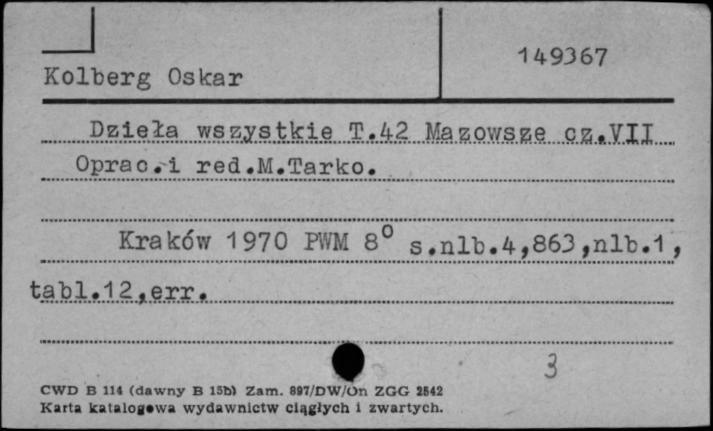 149367
Kolberg Oskar
Dzieła wszystkie T.42 Mazowsze cz.VII
Oprac.i red.M.Tarko.
Kraków 1970 PWM 8⁰ s.nlb.4,863,nlb.1,
tabl.12,err.
3
CWD B 114 (dawny B 15b) Zam. 897/DW/On ZGG 2542
Karta katalogowa wydawnictw ciągłych i zwartych.